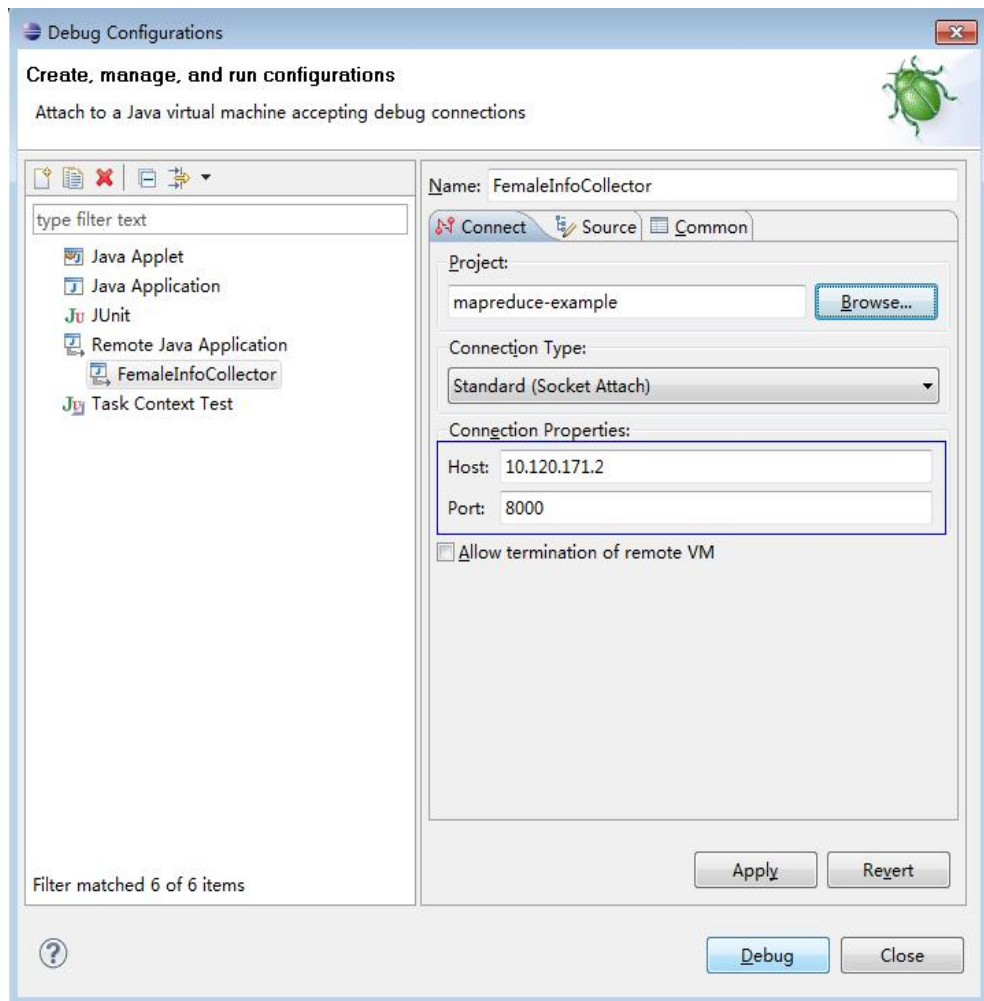 Debug Configurations
Create, manage, and run configurations
Attach to a Java virtual machine accepting debug connections
type filter text
Java Applet
Java Application
JUnit
Remote Java Application
FemaleInfoCollector
Task Context Test
Filter matched 6 of 6 items
Name: FemaleInfoCollector
Connect Source Common
Project:
mapreduce-example Browse...
Connection Type:
Standard (Socket Attach)
Connection Properties:
Host: 10.120.171.2
Port: 8000
Allow termination of remote VM
Apply Revert
Debug Close